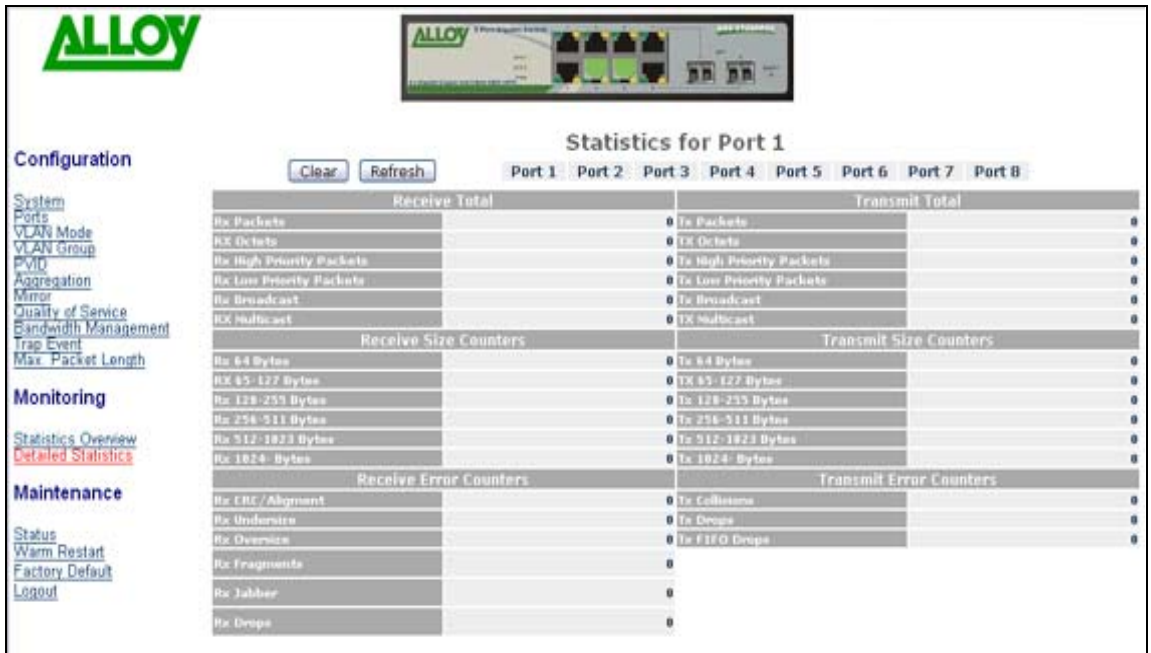 ALLOY
ALLOY
Statistics for Port 1
Configuration
Clear Refresh Port 1 Port 2 Port 3 Port 4 Port 5 Port 6 Port 7 Port 8
System
Ports
VLAN Mode
VLAN Group
PVID
Aggregation
Mirror
Quality of Service
Bandwidth Management
Trap Event
Max. Packet Length
Monitoring
Statistics Overview
Detailed Statistics
Maintenance
Status
Warm Restart
Factory Default
Logout
Receive Total Transmit Total
Rx Packets 0 Tx Packets 0
RX Octets 0 TX Octets 0
Rx High Priority Packets 0 Tx High Priority Packets 0
Rx Low Priority Packets 0 Tx Low Priority Packets 0
Rx Broadcast 0 Tx Broadcast 0
RX Multicast 0 TX Multicast 0
Receive Size Counters Transmit Size Counters
Rx 64 Bytes 0 Tx 64 Bytes 0
RX 65-127 Bytes 0 TX 65-127 Bytes 0
Rx 128-255 Bytes 0 Tx 128-255 Bytes 0
Rx 256-511 Bytes 0 Tx 256-511 Bytes 0
Rx 512-1023 Bytes 0 Tx 512-1023 Bytes 0
Rx 1024- Bytes 0 Tx 1024- Bytes 0
Receive Error Counters Transmit Error Counters
Rx CRC/Alignment 0 Tx Collisions 0
Rx Undersize 0 Tx Drops 0
Rx Oversize 0 Tx FIFO Drops 0
Rx Fragments 0
Rx Jabber 0
Rx Drops 0